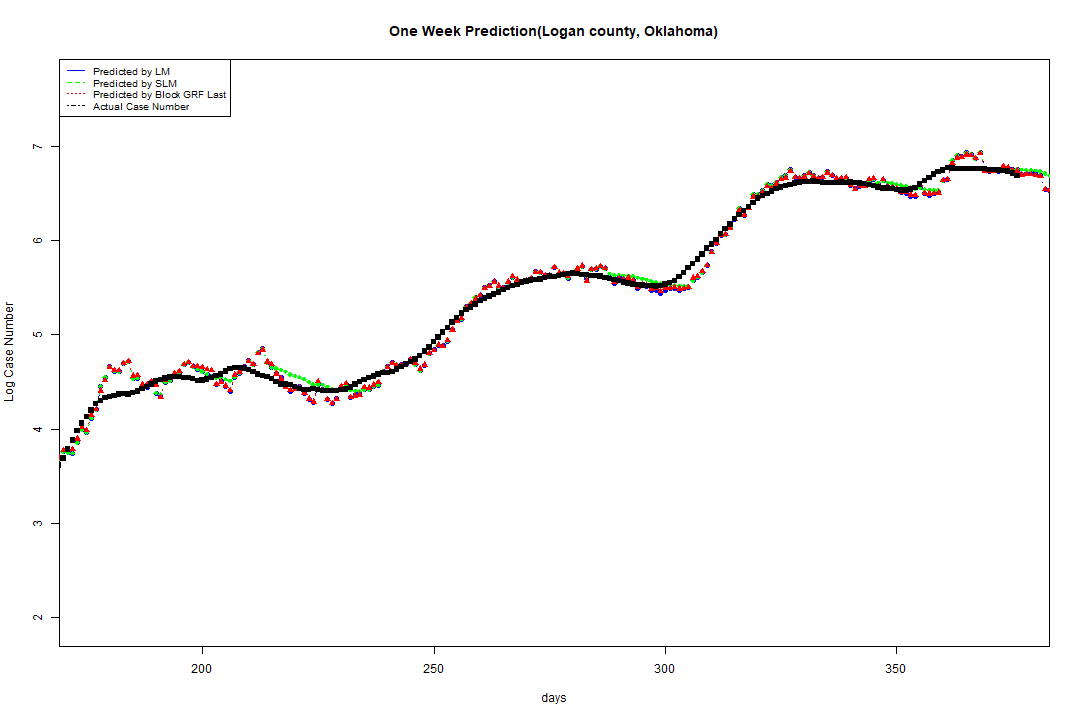 One Week Prediction(Logan county, Oklahoma)
Predicted by LM
Predicted by SLM
Predicted by Block GRF Last
Actual Case Number
7
6
5
4
3
2
Log Case Number
200 250 300 350
days